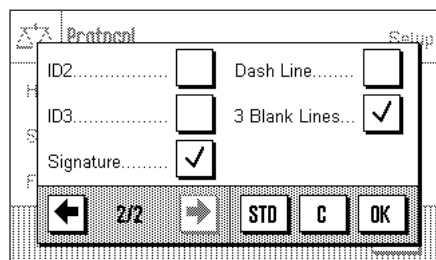 Protocol Setup
ID2................. Dash Line........
ID3................. 3 Blank Lines...
Signature.........
2/2 STD C OK